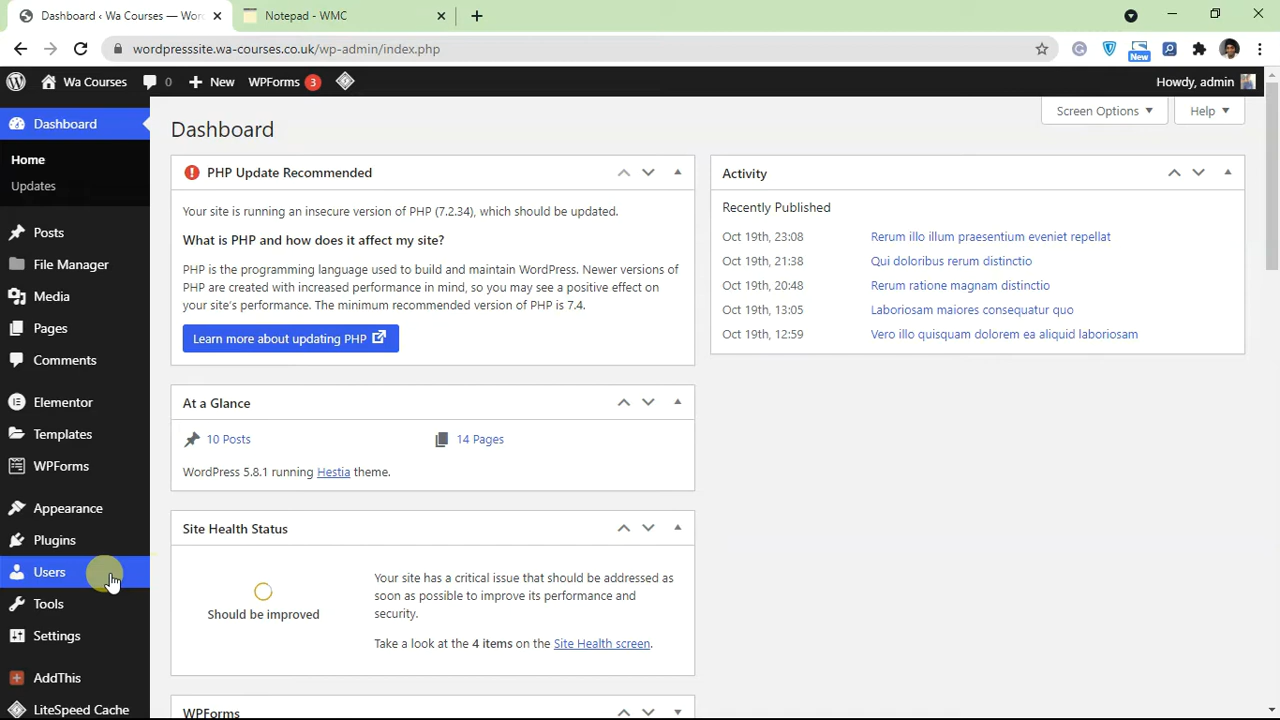 Dashboard ‹ Wa Courses — Wor
Notepad - WMC
wordpresssite.wa-courses.co.uk/wp-admin/index.php
New
Wa Courses
0
New
WPForms 3
Howdy, admin
Dashboard
Home
Updates
Posts
File Manager
Media
Pages
Comments
Elementor
Templates
WPForms
Appearance
Plugins
Users
Tools
Settings
AddThis
LiteSpeed Cache
Screen Options
Help
Dashboard
PHP Update Recommended
Your site is running an insecure version of PHP (7.2.34), which should be updated.
What is PHP and how does it affect my site?
PHP is the programming language used to build and maintain WordPress. Newer versions of
PHP are created with increased performance in mind, so you may see a positive effect on
your site's performance. The minimum recommended version of PHP is 7.4.
Learn more about updating PHP
At a Glance
10 Posts
14 Pages
WordPress 5.8.1 running Hestia theme.
Site Health Status
Should be improved
Your site has a critical issue that should be addressed as
soon as possible to improve its performance and
security.
Take a look at the 4 items on the Site Health screen.
WPForms
Activity
Recently Published
Oct 19th, 23:08 Rerum illo illum praesentium eveniet repellat
Oct 19th, 21:38 Qui doloribus rerum distinctio
Oct 19th, 20:48 Rerum ratione magnam distinctio
Oct 19th, 13:05 Laboriosam maiores consequatur quo
Oct 19th, 12:59 Vero illo quisquam dolorem ea aliquid laboriosam